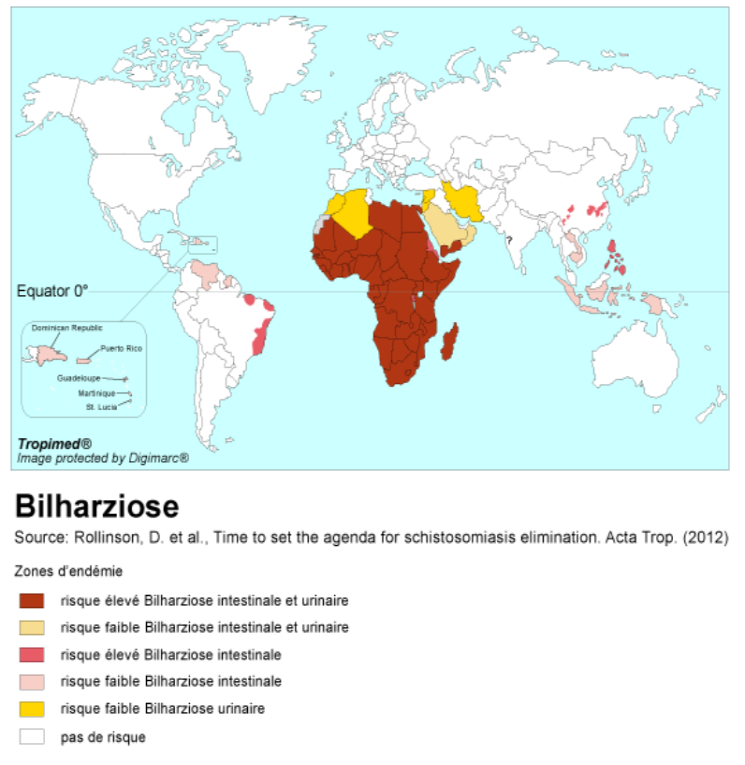 ?
Equator 0°
Dominican Republic
Puerto Rico
Guadeloupe
Martinique
St. Lucia
Tropimed®
Image protected by Digimarc®
Bilharziose
Source: Rollinson, D. et al., Time to set the agenda for schistosomiasis elimination. Acta Trop. (2012)
Zones d'endémie
risque élevé Bilharziose intestinale et urinaire
risque faible Bilharziose intestinale et urinaire
risque élevé Bilharziose intestinale
risque faible Bilharziose intestinale
risque faible Bilharziose urinaire
pas de risque